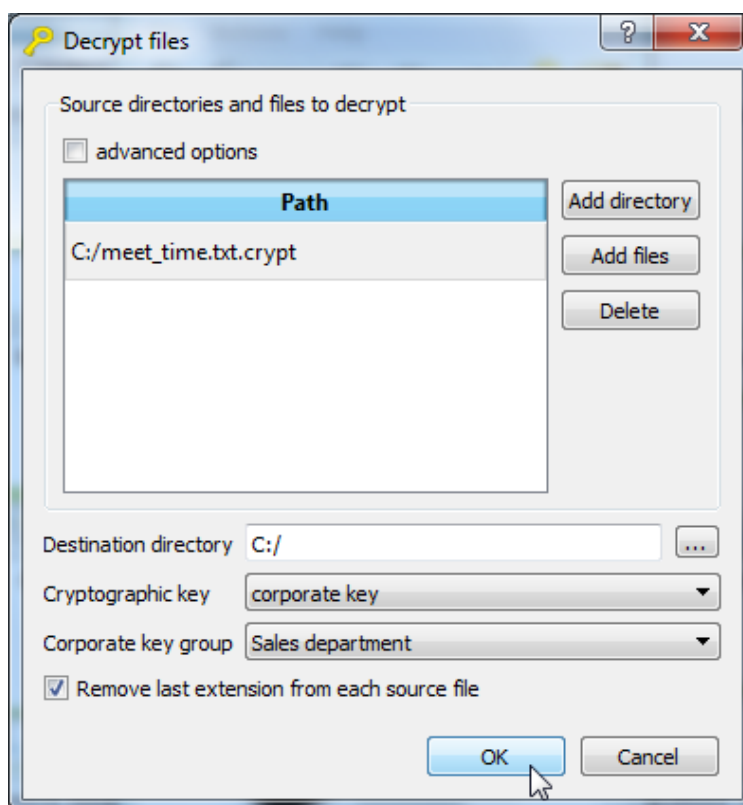 Decrypt files
Source directories and files to decrypt
advanced options
Path
Add directory
C:/meet_time.txt.crypt
Add files
Delete
Destination directory C:/ ...
Cryptographic key corporate key
Corporate key group Sales department
Remove last extension from each source file
OK Cancel